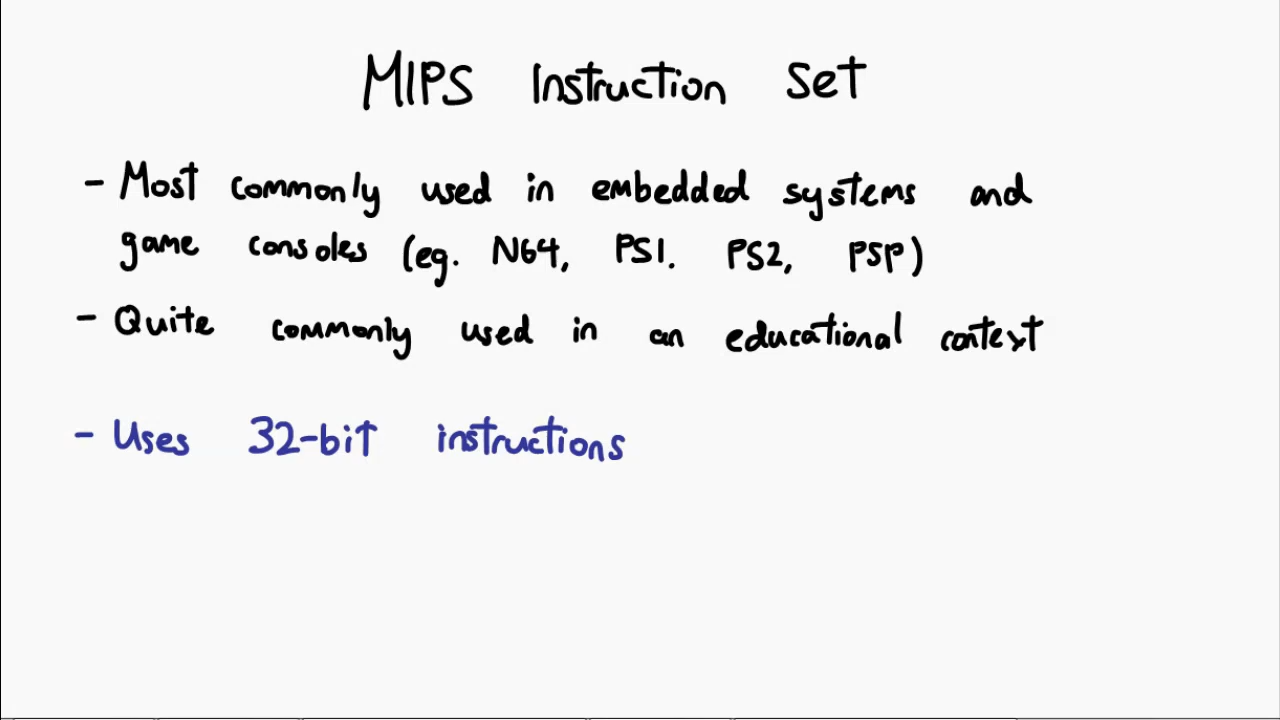 MIPS Instruction Set
- Most commonly used in embedded systems and
game consoles (eg. N64, PS1. PS2, PSP)
- Quite commonly used in an educational context
- Uses 32-bit instructions